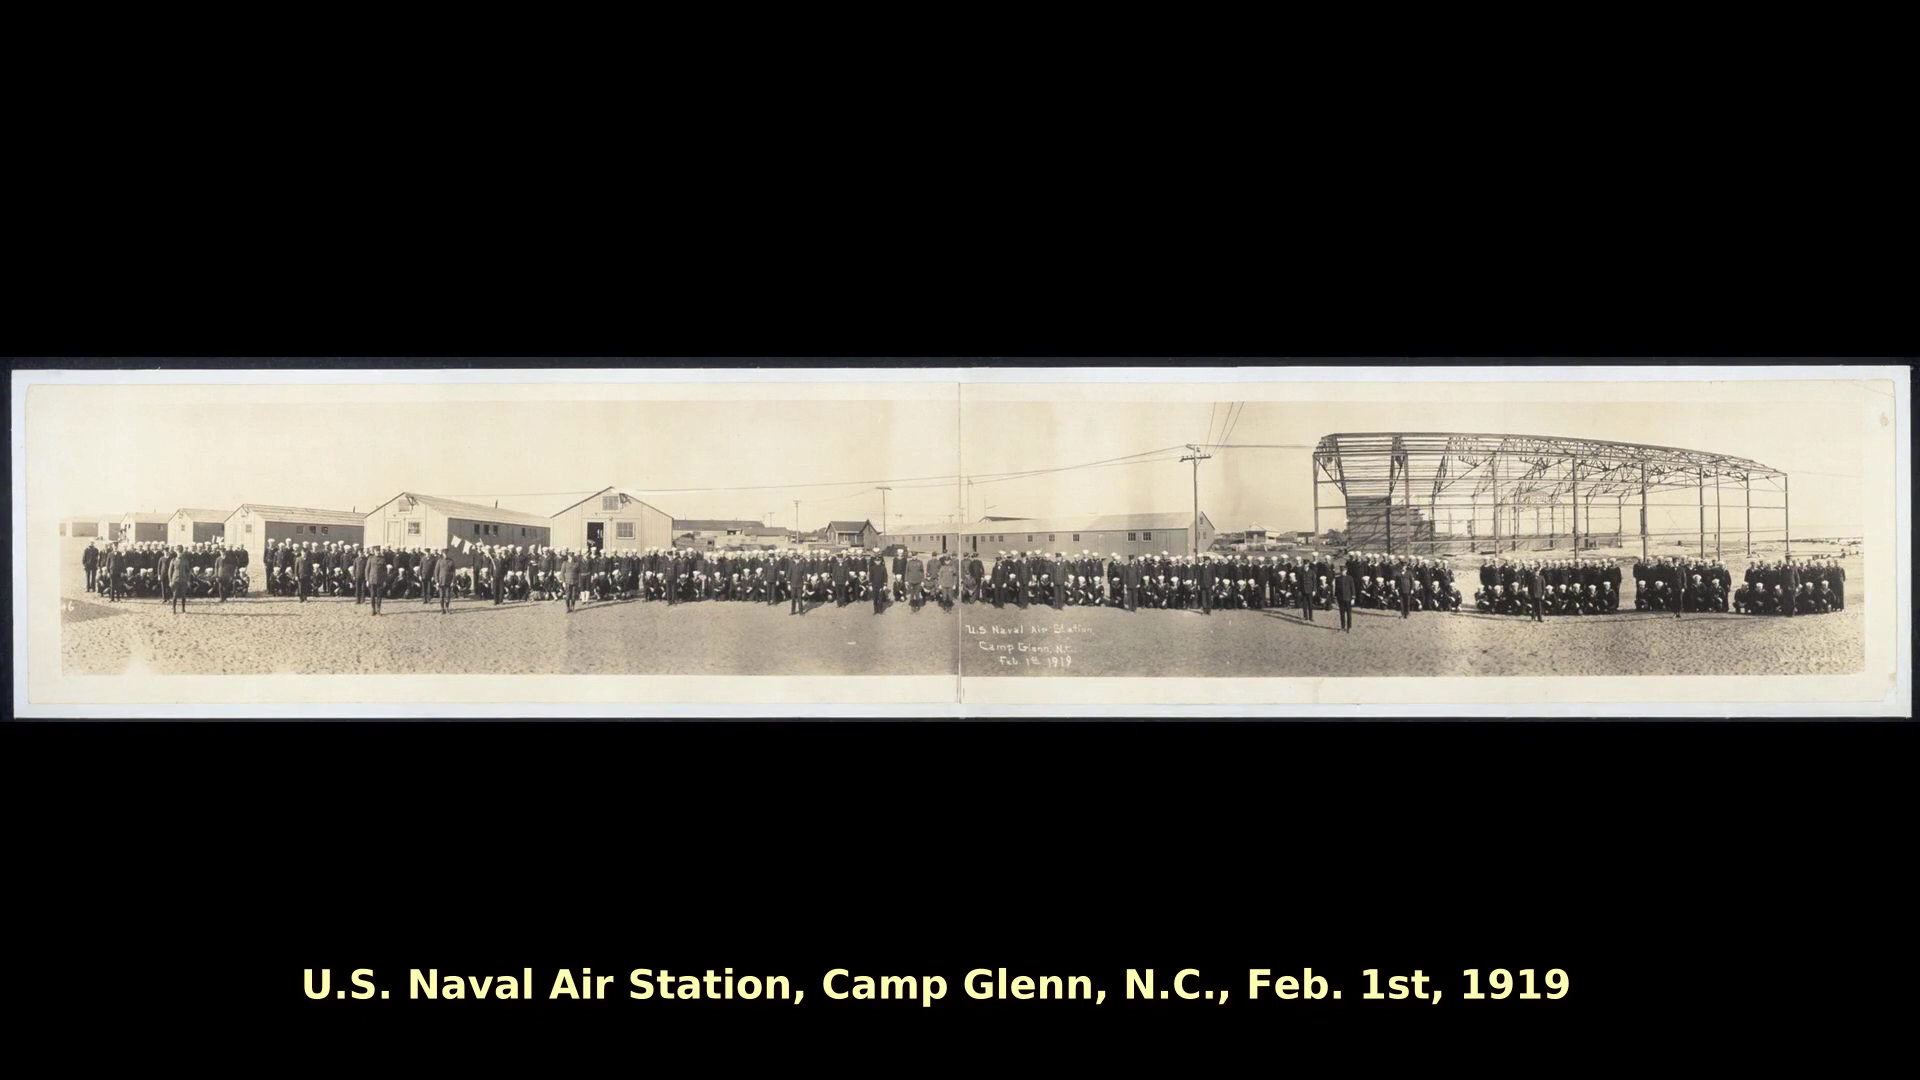 U.S. Naval Air Station
Camp Glenn, N.C.
Feb. 1st 1919
U.S. Naval Air Station, Camp Glenn, N.C., Feb. 1st, 1919